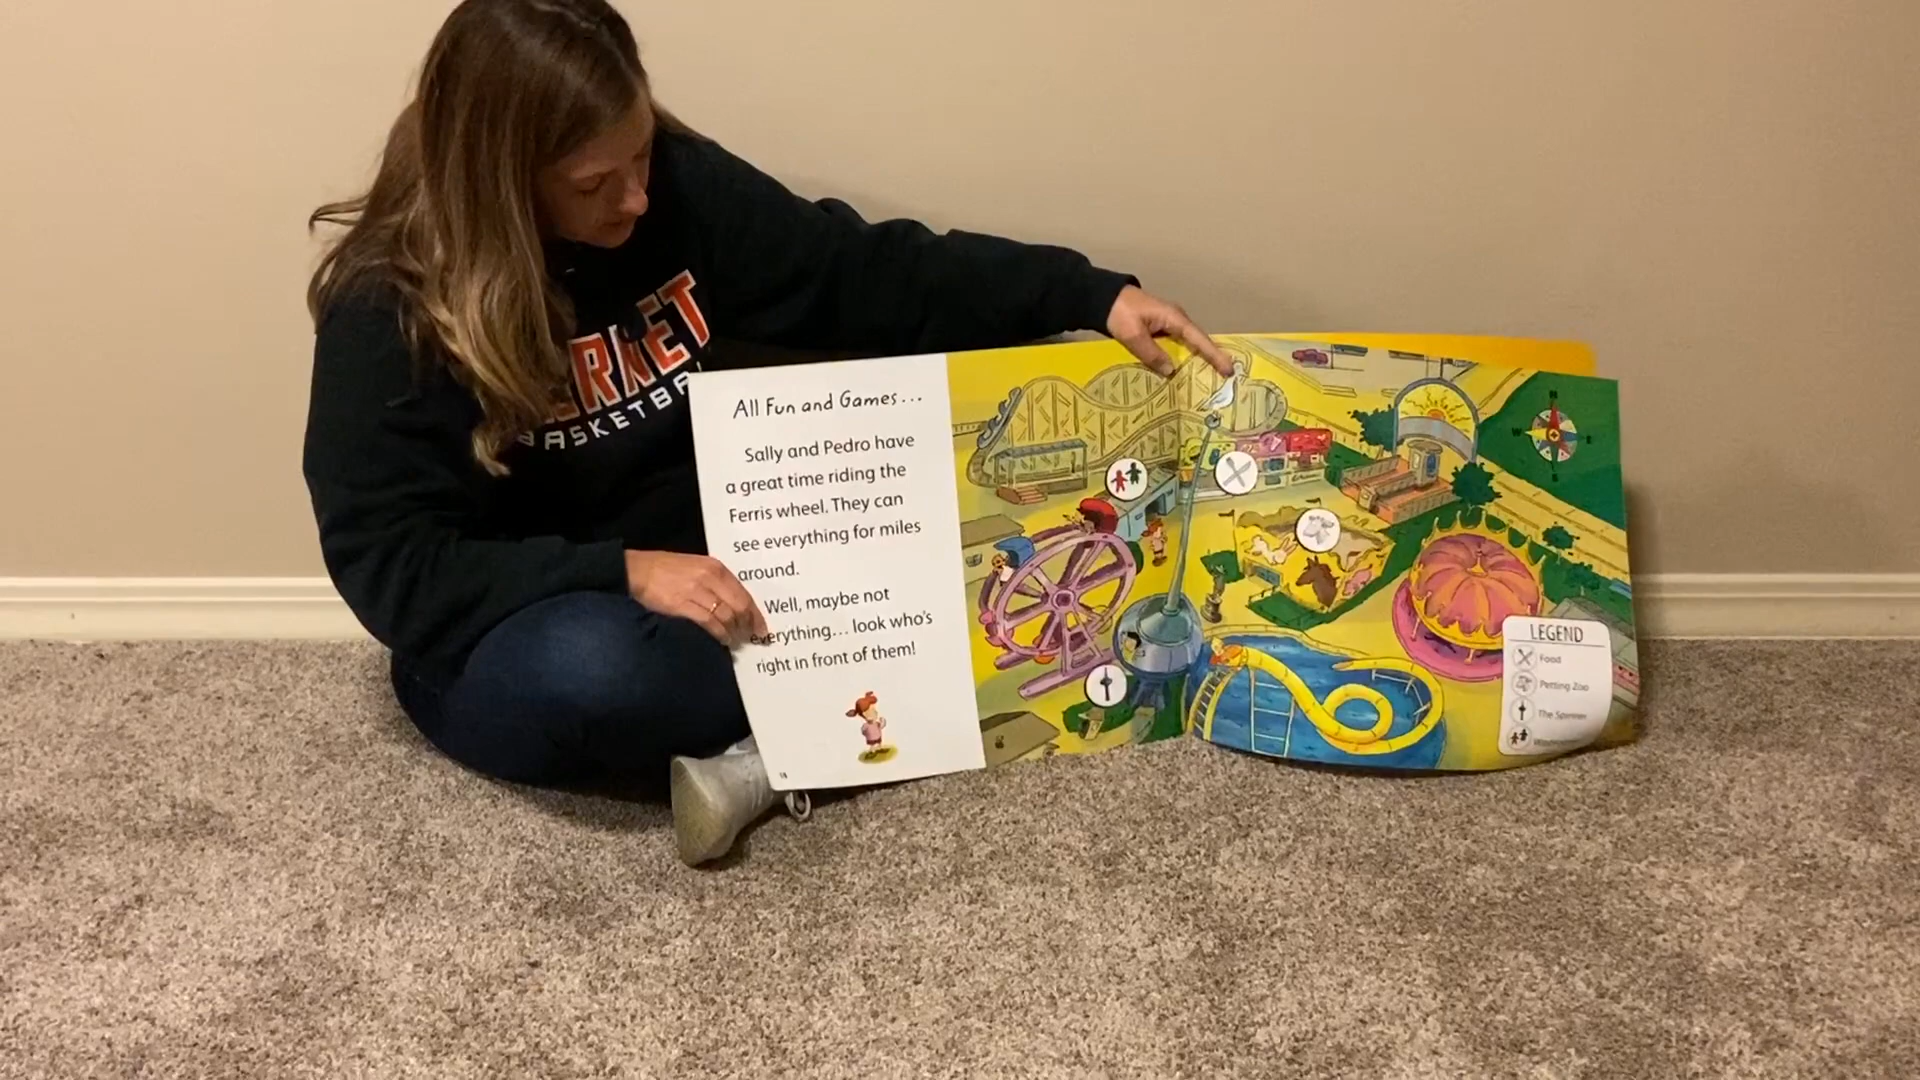 ERNET
BASKETBA
All Fun and Games...
Sally and Pedro have
a great time riding the
Ferris wheel. They can
see everything for miles
around.
Well, maybe not
everything... look who's
right in front of them!
18
N
W E
S
LEGEND
Food
Petting Zoo
The Spinner